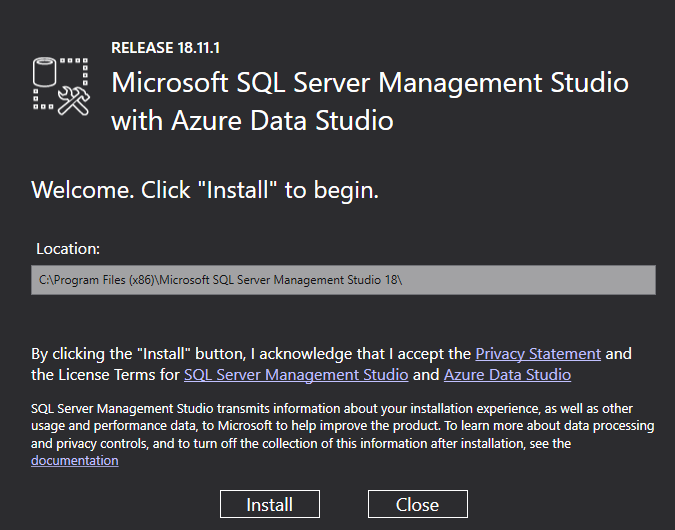 RELEASE 18.11.1
Microsoft SQL Server Management Studio
with Azure Data Studio
Welcome. Click "Install" to begin.
Location:
C:\Program Files (x86)\Microsoft SQL Server Management Studio 18\
By clicking the "Install" button, I acknowledge that I accept the Privacy Statement and
the License Terms for SQL Server Management Studio and Azure Data Studio
SQL Server Management Studio transmits information about your installation experience, as well as other
usage and performance data, to Microsoft to help improve the product. To learn more about data processing
and privacy controls, and to turn off the collection of this information after installation, see the
documentation
Install Close